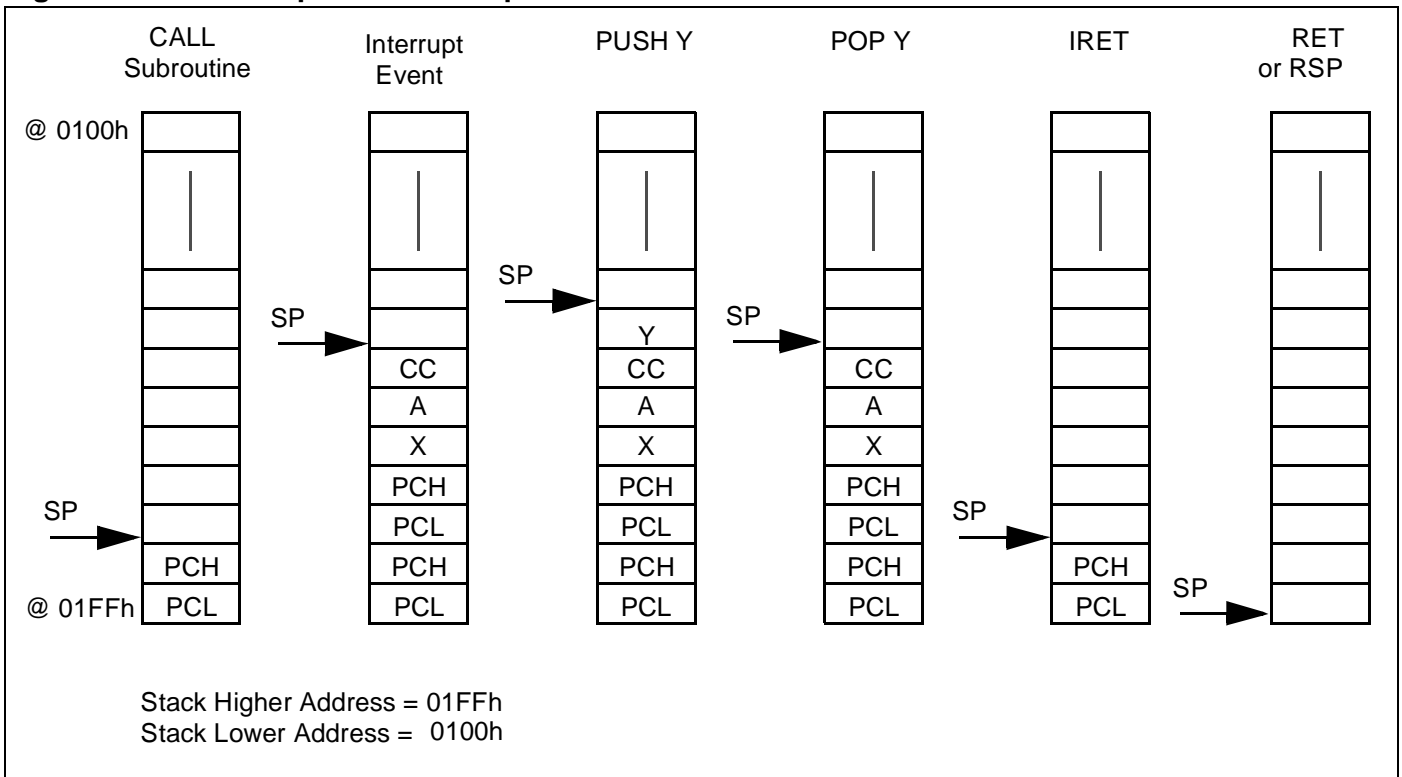 CALL
Subroutine
Interrupt
Event
PUSH Y
POP Y
IRET
RET
or RSP
@ 0100h
SP
SP
SP
SP
Y
CC
CC
CC
A
A
A
X
X
X
PCH
PCH
PCH
SP
PCL
PCL
PCL
SP
PCH
PCH
PCH
PCH
PCH
@ 01FFh
PCL
PCL
PCL
PCL
PCL
SP
Stack Higher Address = 01FFh
Stack Lower Address = 0100h